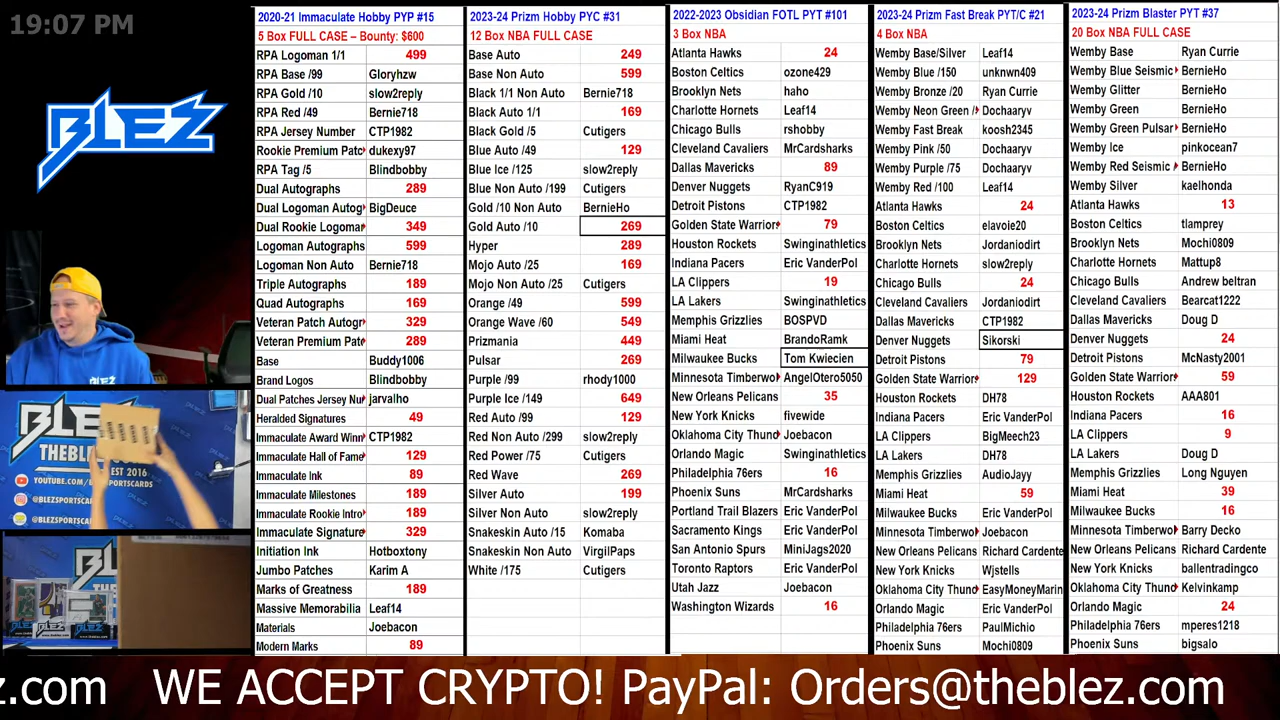 19:07 PM
BLEZ
BLEZ
THEBLEZ
EST 2016
YOUTUBE.COM/BLEZSPORTSCARDS
@BLEZSPORTSCARDS
2020-21 Immaculate Hobby PYP #15
5 Box FULL CASE – Bounty: $600
RPA Logoman 1/1 499
RPA Base /99 Gloryhzw
RPA Gold /10 slow2reply
RPA Red /49 Bernie718
RPA Jersey Number CTP1982
Rookie Premium Patc dukexy97
RPA Tag /5 Blindbobby
Dual Autographs 289
Dual Logoman Autog BigDeuce
Dual Rookie Logoma 349
Logoman Autographs 599
Logoman Non Auto Bernie718
Triple Autographs 189
Quad Autographs 169
Veteran Patch Autogr 329
Veteran Premium Pat 289
Base Buddy1006
Brand Logos Blindbobby
Dual Patches Jersey Nu jarvalho
Heralded Signatures 49
Immaculate Award Winn CTP1982
Immaculate Hall of Fame 129
Immaculate Ink 89
Immaculate Milestones 189
Immaculate Rookie Intro 189
Immaculate Signature 329
Initiation Ink Hotboxtony
Jumbo Patches Karim A
Marks of Greatness 189
Massive Memorabilia Leaf14
Materials Joebacon
Modern Marks 89
2023-24 Prizm Hobby PYC #31
12 Box NBA FULL CASE
Base Auto 249
Base Non Auto 599
Black 1/1 Non Auto Bernie718
Black Auto 1/1 169
Black Gold /5 Cutigers
Blue Auto /49 129
Blue Ice /125 slow2reply
Blue Non Auto /199 Cutigers
Gold /10 Non Auto BernieHo
Gold Auto /10 269
Hyper 289
Mojo Auto /25 169
Mojo Non Auto /25 Cutigers
Orange /49 599
Orange Wave /60 549
Prizmania 449
Pulsar 269
Purple /99 rhody1000
Purple Ice /149 649
Red Auto /99 129
Red Non Auto /299 slow2reply
Red Power /75 Cutigers
Red Wave 269
Silver Auto 199
Silver Non Auto slow2reply
Snakeskin Auto /15 Komaba
Snakeskin Non Auto VirgilPaps
White /175 Cutigers
2022-2023 Obsidian FOTL PYT #101
3 Box NBA
Atlanta Hawks 24
Boston Celtics ozone429
Brooklyn Nets haho
Charlotte Hornets Leaf14
Chicago Bulls rshobby
Cleveland Cavaliers MrCardsharks
Dallas Mavericks 89
Denver Nuggets RyanC919
Detroit Pistons CTP1982
Golden State Warrior 79
Houston Rockets Swinginathletics
Indiana Pacers Eric VanderPol
LA Clippers 19
LA Lakers Swinginathletics
Memphis Grizzlies BOSPVD
Miami Heat BrandoRamk
Milwaukee Bucks Tom Kwiecien
Minnesota Timberwo AngelOtero5050
New Orleans Pelicans 35
New York Knicks fivewide
Oklahoma City Thund Joebacon
Orlando Magic Swinginathletics
Philadelphia 76ers 16
Phoenix Suns MrCardsharks
Portland Trail Blazers Eric VanderPol
Sacramento Kings Eric VanderPol
San Antonio Spurs MiniJags2020
Toronto Raptors Eric VanderPol
Utah Jazz Joebacon
Washington Wizards 16
2023-24 Prizm Fast Break PYT/C #21
4 Box NBA
Wemby Base/Silver Leaf14
Wemby Blue /150 unknwn409
Wemby Bronze /20 Ryan Currie
Wemby Neon Green / Dochaaryv
Wemby Fast Break koosh2345
Wemby Pink /50 Dochaaryv
Wemby Purple /75 Dochaaryv
Wemby Red /100 Leaf14
Atlanta Hawks 24
Boston Celtics elavoie20
Brooklyn Nets Jordaniodirt
Charlotte Hornets slow2reply
Chicago Bulls 24
Cleveland Cavaliers Jordaniodirt
Dallas Mavericks CTP1982
Denver Nuggets Sikorski
Detroit Pistons 79
Golden State Warrior 129
Houston Rockets DH78
Indiana Pacers Eric VanderPol
LA Clippers BigMeech23
LA Lakers DH78
Memphis Grizzlies AudioJayy
Miami Heat 59
Milwaukee Bucks Eric VanderPol
Minnesota Timberwo Joebacon
New Orleans Pelicans Richard Cardente
New York Knicks Wjstells
Oklahoma City Thund EasyMoneyMarin
Orlando Magic Eric VanderPol
Philadelphia 76ers PaulMichio
Phoenix Suns Mochi0809
2023-24 Prizm Blaster PYT #37
20 Box NBA FULL CASE
Wemby Base Ryan Currie
Wemby Blue Seismic BernieHo
Wemby Glitter BernieHo
Wemby Green BernieHo
Wemby Green Pulsar BernieHo
Wemby Ice pinkocean7
Wemby Red Seismic BernieHo
Wemby Silver kaelhonda
Atlanta Hawks 13
Boston Celtics tlamprey
Brooklyn Nets Mochi0809
Charlotte Hornets Mattup8
Chicago Bulls Andrew beltran
Cleveland Cavaliers Bearcat1222
Dallas Mavericks Doug D
Denver Nuggets 24
Detroit Pistons McNasty2001
Golden State Warrior 59
Houston Rockets AAA801
Indiana Pacers 16
LA Clippers 9
LA Lakers Doug D
Memphis Grizzlies Long Nguyen
Miami Heat 39
Milwaukee Bucks 16
Minnesota Timberwo Barry Decko
New Orleans Pelicans Richard Cardente
New York Knicks ballentradingco
Oklahoma City Thund Kelvinkamp
Orlando Magic 24
Philadelphia 76ers mperes1218
Phoenix Suns bigsalo
z.com WE ACCEPT CRYPTO! PayPal: Orders@theblez.com